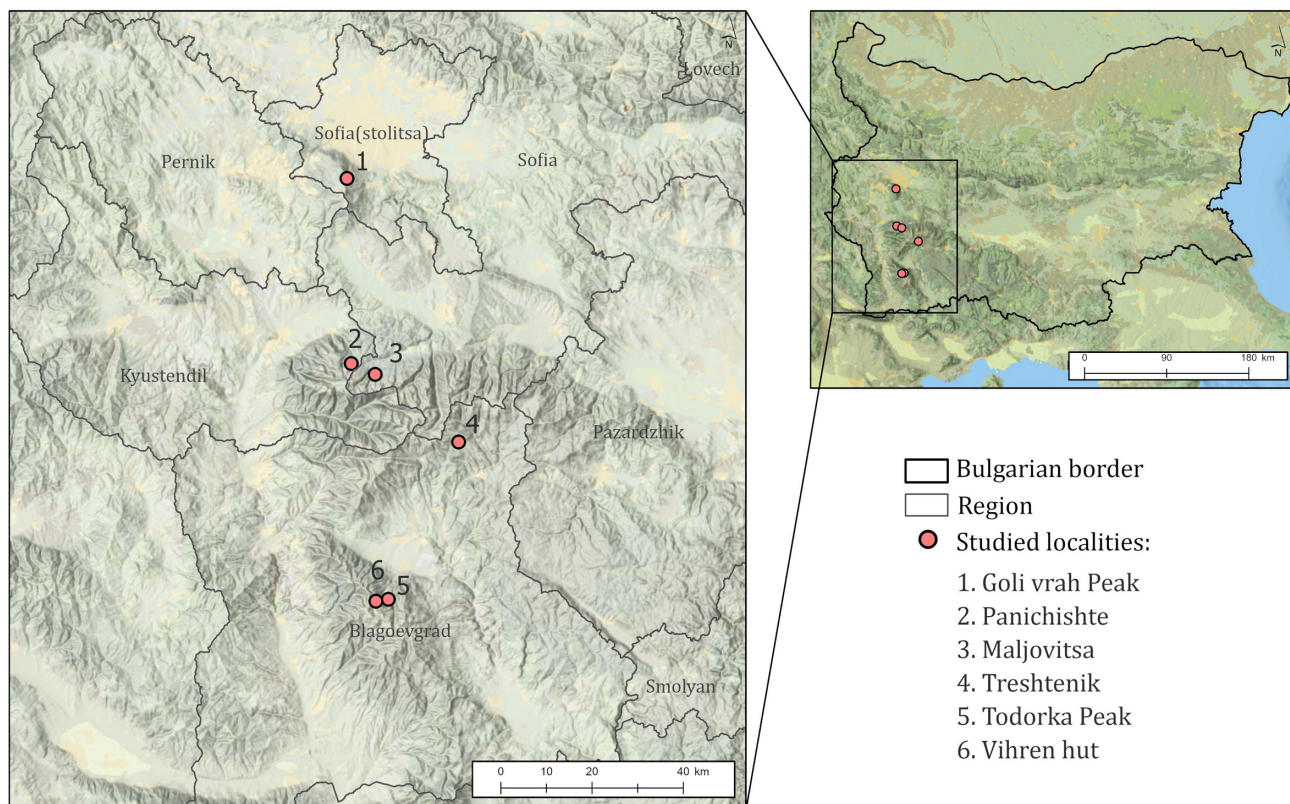 N
Lovech
Sofia(stolitsa)
Pernik
1
Sofia
2
3
Kyustendil
4
Pazardzhik
6
5
Blagoevgrad
Smolyan
0 10 20 40 km
N
0 90 180 km
Bulgarian border
Region
Studied localities:
1. Goli vrah Peak
2. Panichishte
3. Maljovitsa
4. Treshtenik
5. Todorka Peak
6. Vihren hut